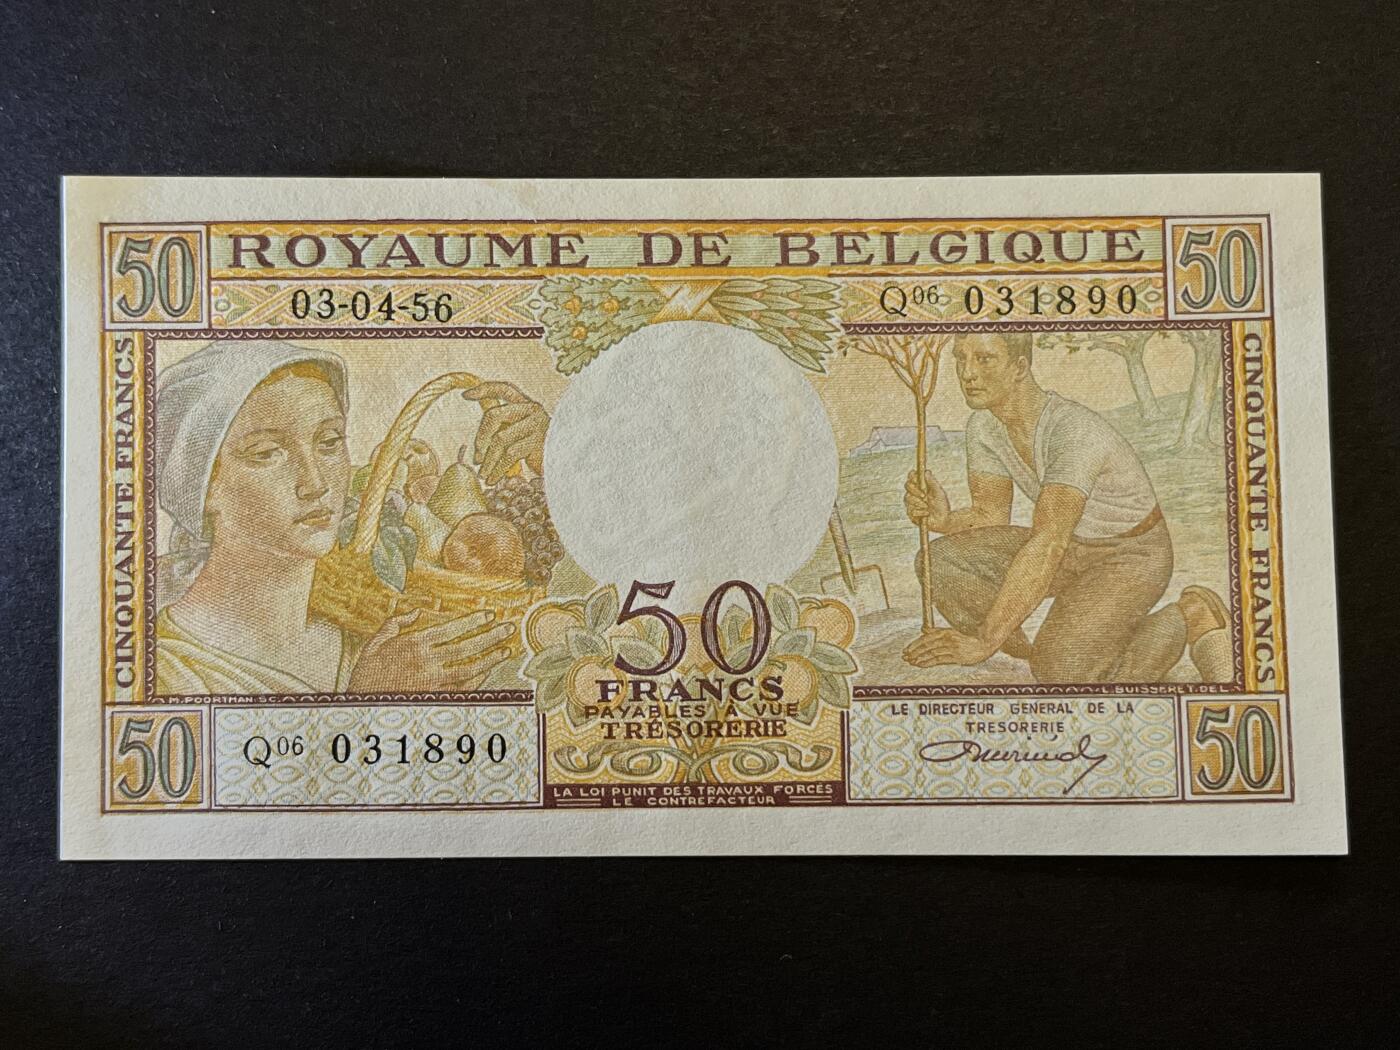 50 ROYAUME DE BELGIQUE 50
03-04-56
Q06 031890
CINQUANTE FRANCS
CINQUANTE FRANCS
M.POORTMAN.SC.
L.BUISSERET.DEL.
50
FRANCS
PAYABLES À VUE
TRÉSORERIE
50
Q06 031890
LE DIRECTEUR GENERAL DE LA
TRESORERIE
50
LA LOI PUNIT DES TRAVAUX FORCÉS
LE CONTREFACTEUR